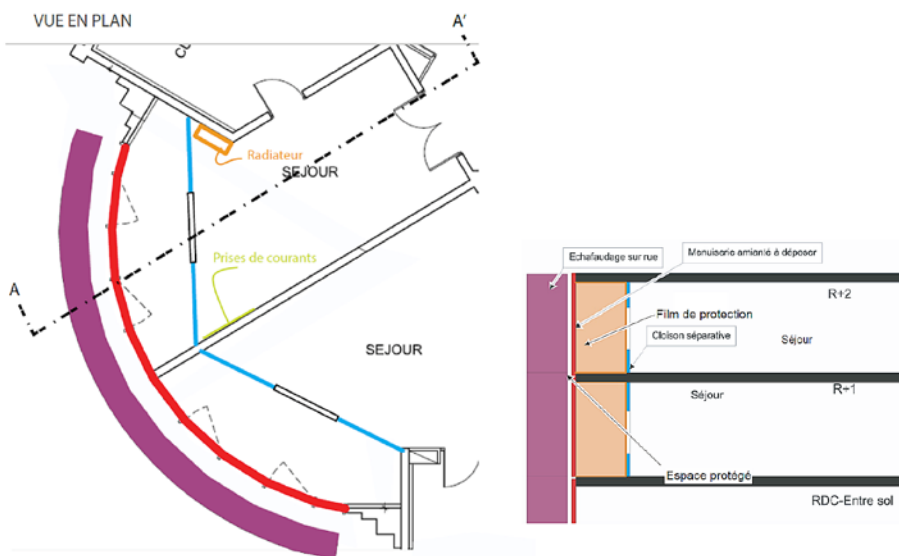 VUE EN PLAN
A'
CU
Radiateur
SEJOUR
Prises de courants
A
SEJOUR
Echafaudage sur rue
Menuiserie amianté à déposer
R+2
Film de protection
Cloison séparative
Séjour
Séjour
R+1
Espace protégé
RDC-Entre sol